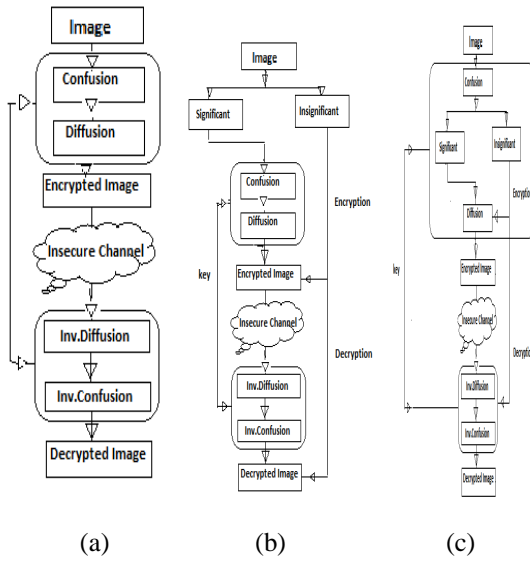 Image
Confusion
Diffusion
Encrypted Image
Insecure Channel
Inv.Diffusion
Inv.Confusion
Decrypted Image
(a)
Image
Significant
Insignificant
Confusion
Diffusion
Encryption
key
Encrypted Image
Insecure Channel
Decryption
Inv.Diffusion
Inv.Confusion
Decrypted Image
(b)
Image
Confusion
Significant
Insignificant
Diffusion
Encrypted Image
key
Insecure Channel
Inv.Diffusion
Inv.Confusion
Decrypted Image
(c)